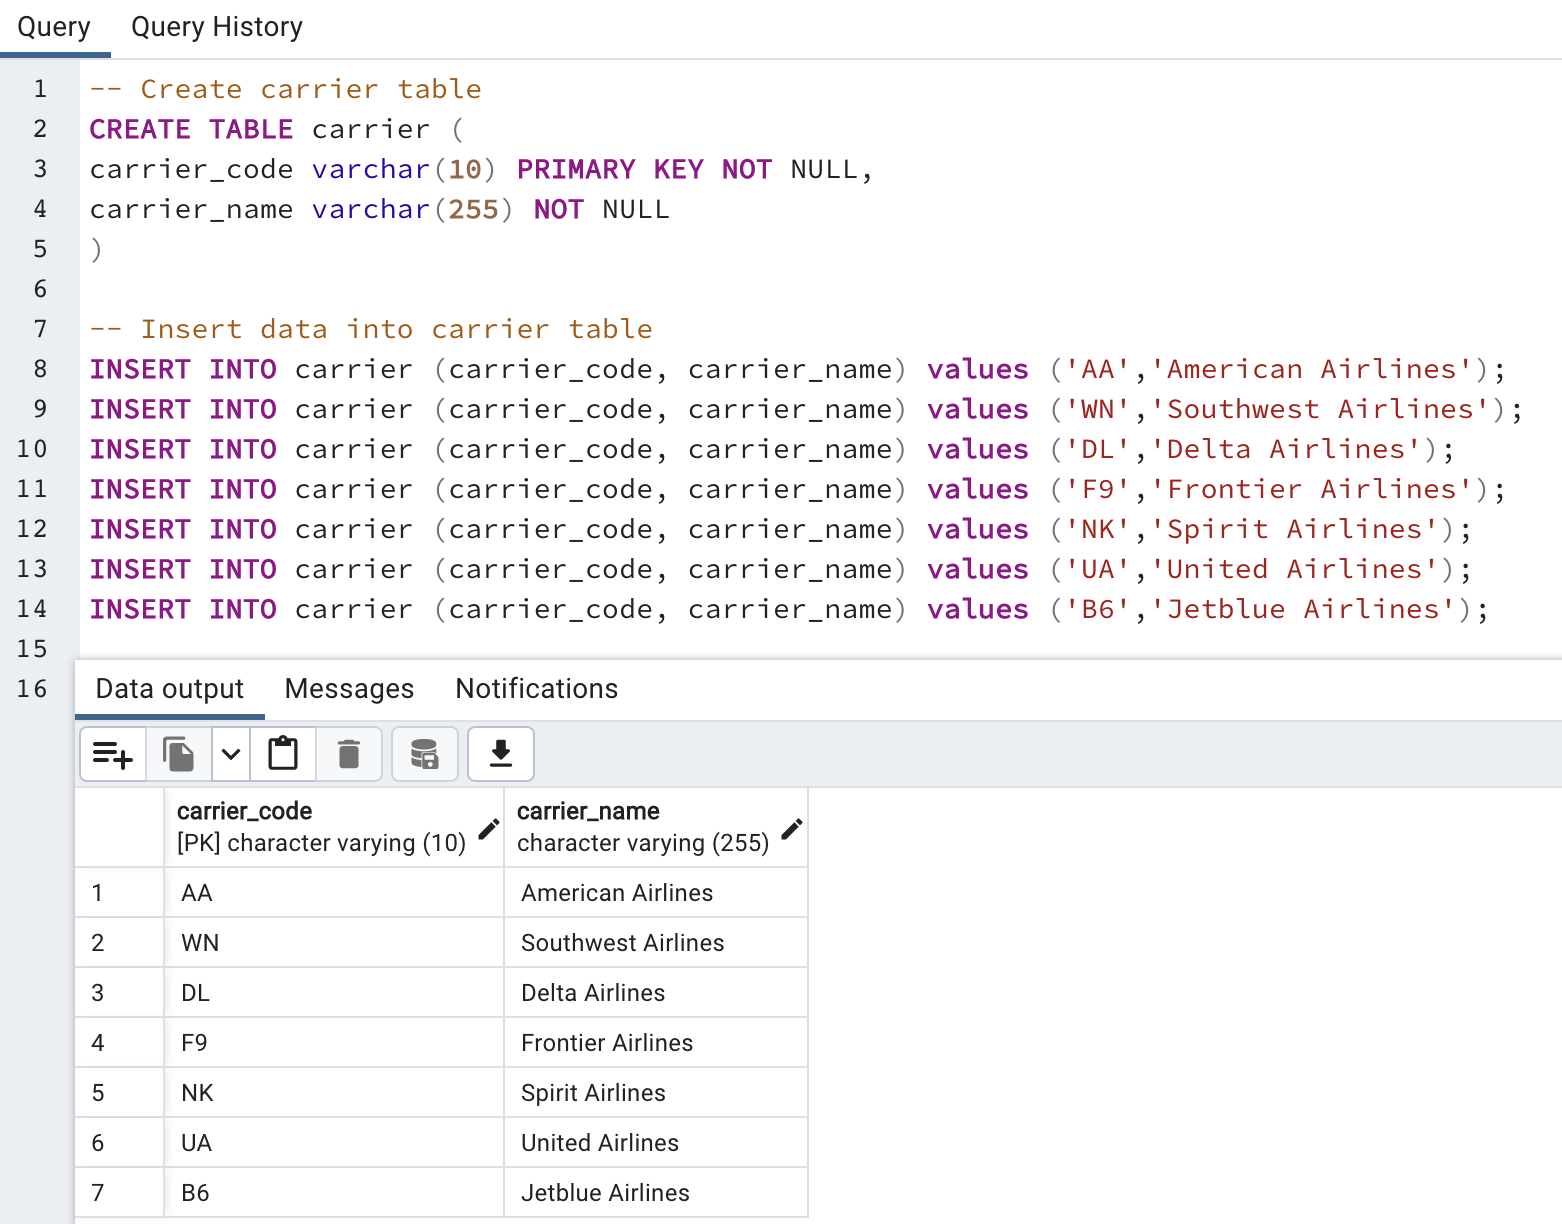 Query Query History
1 -- Create carrier table
2 CREATE TABLE carrier (
3 carrier_code varchar(10) PRIMARY KEY NOT NULL,
4 carrier_name varchar(255) NOT NULL
5 )
6
7 -- Insert data into carrier table
8 INSERT INTO carrier (carrier_code, carrier_name) values ('AA','American Airlines');
9 INSERT INTO carrier (carrier_code, carrier_name) values ('WN','Southwest Airlines');
10 INSERT INTO carrier (carrier_code, carrier_name) values ('DL','Delta Airlines');
11 INSERT INTO carrier (carrier_code, carrier_name) values ('F9','Frontier Airlines');
12 INSERT INTO carrier (carrier_code, carrier_name) values ('NK','Spirit Airlines');
13 INSERT INTO carrier (carrier_code, carrier_name) values ('UA','United Airlines');
14 INSERT INTO carrier (carrier_code, carrier_name) values ('B6','Jetblue Airlines');
15
16
Data output Messages Notifications
carrier_code carrier_name
[PK] character varying (10) character varying (255)
1 AA American Airlines
2 WN Southwest Airlines
3 DL Delta Airlines
4 F9 Frontier Airlines
5 NK Spirit Airlines
6 UA United Airlines
7 B6 Jetblue Airlines